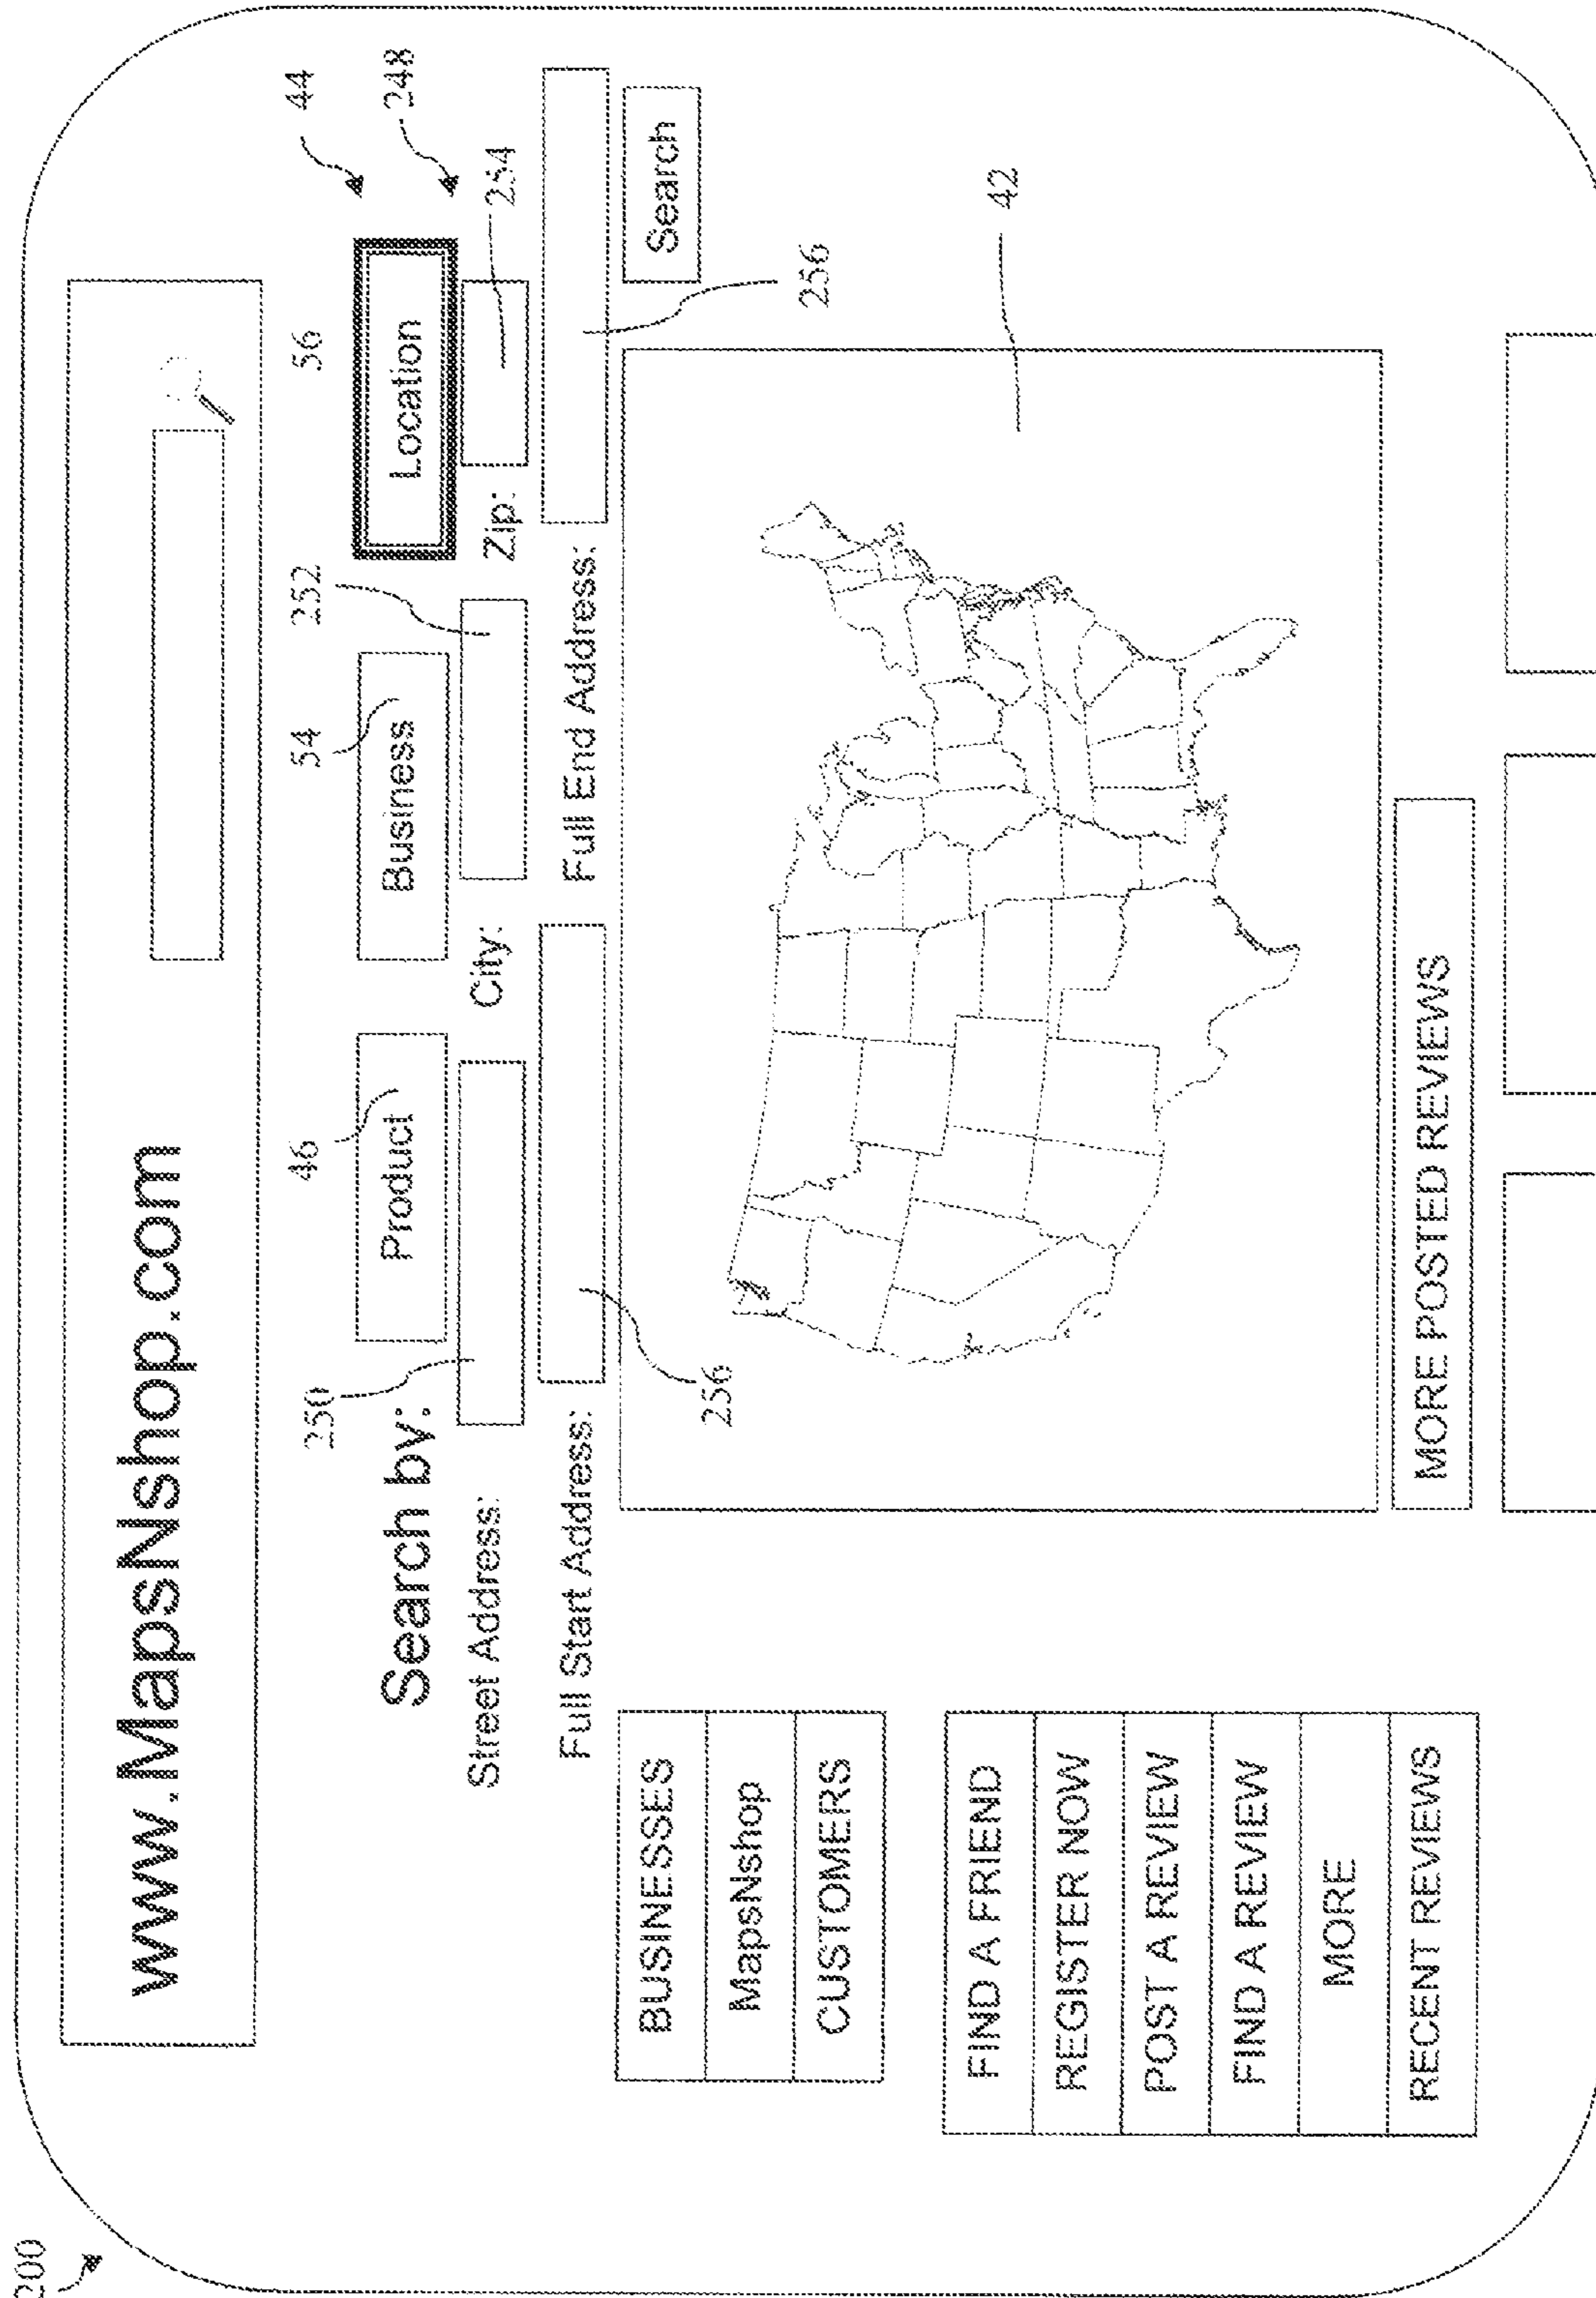 200
www.MapsNshop.com
46
54
56
44
Search by:
Product
Business
Location
250
252
248
Street Address:
City:
Zip:
254
Full Start Address:
Full End Address:
256
256
Search
BUSINESSES
MapsNshop
CUSTOMERS
42
FIND A FRIEND
REGISTER NOW
POST A REVIEW
FIND A REVIEW
MORE
RECENT REVIEWS
MORE POSTED REVIEWS